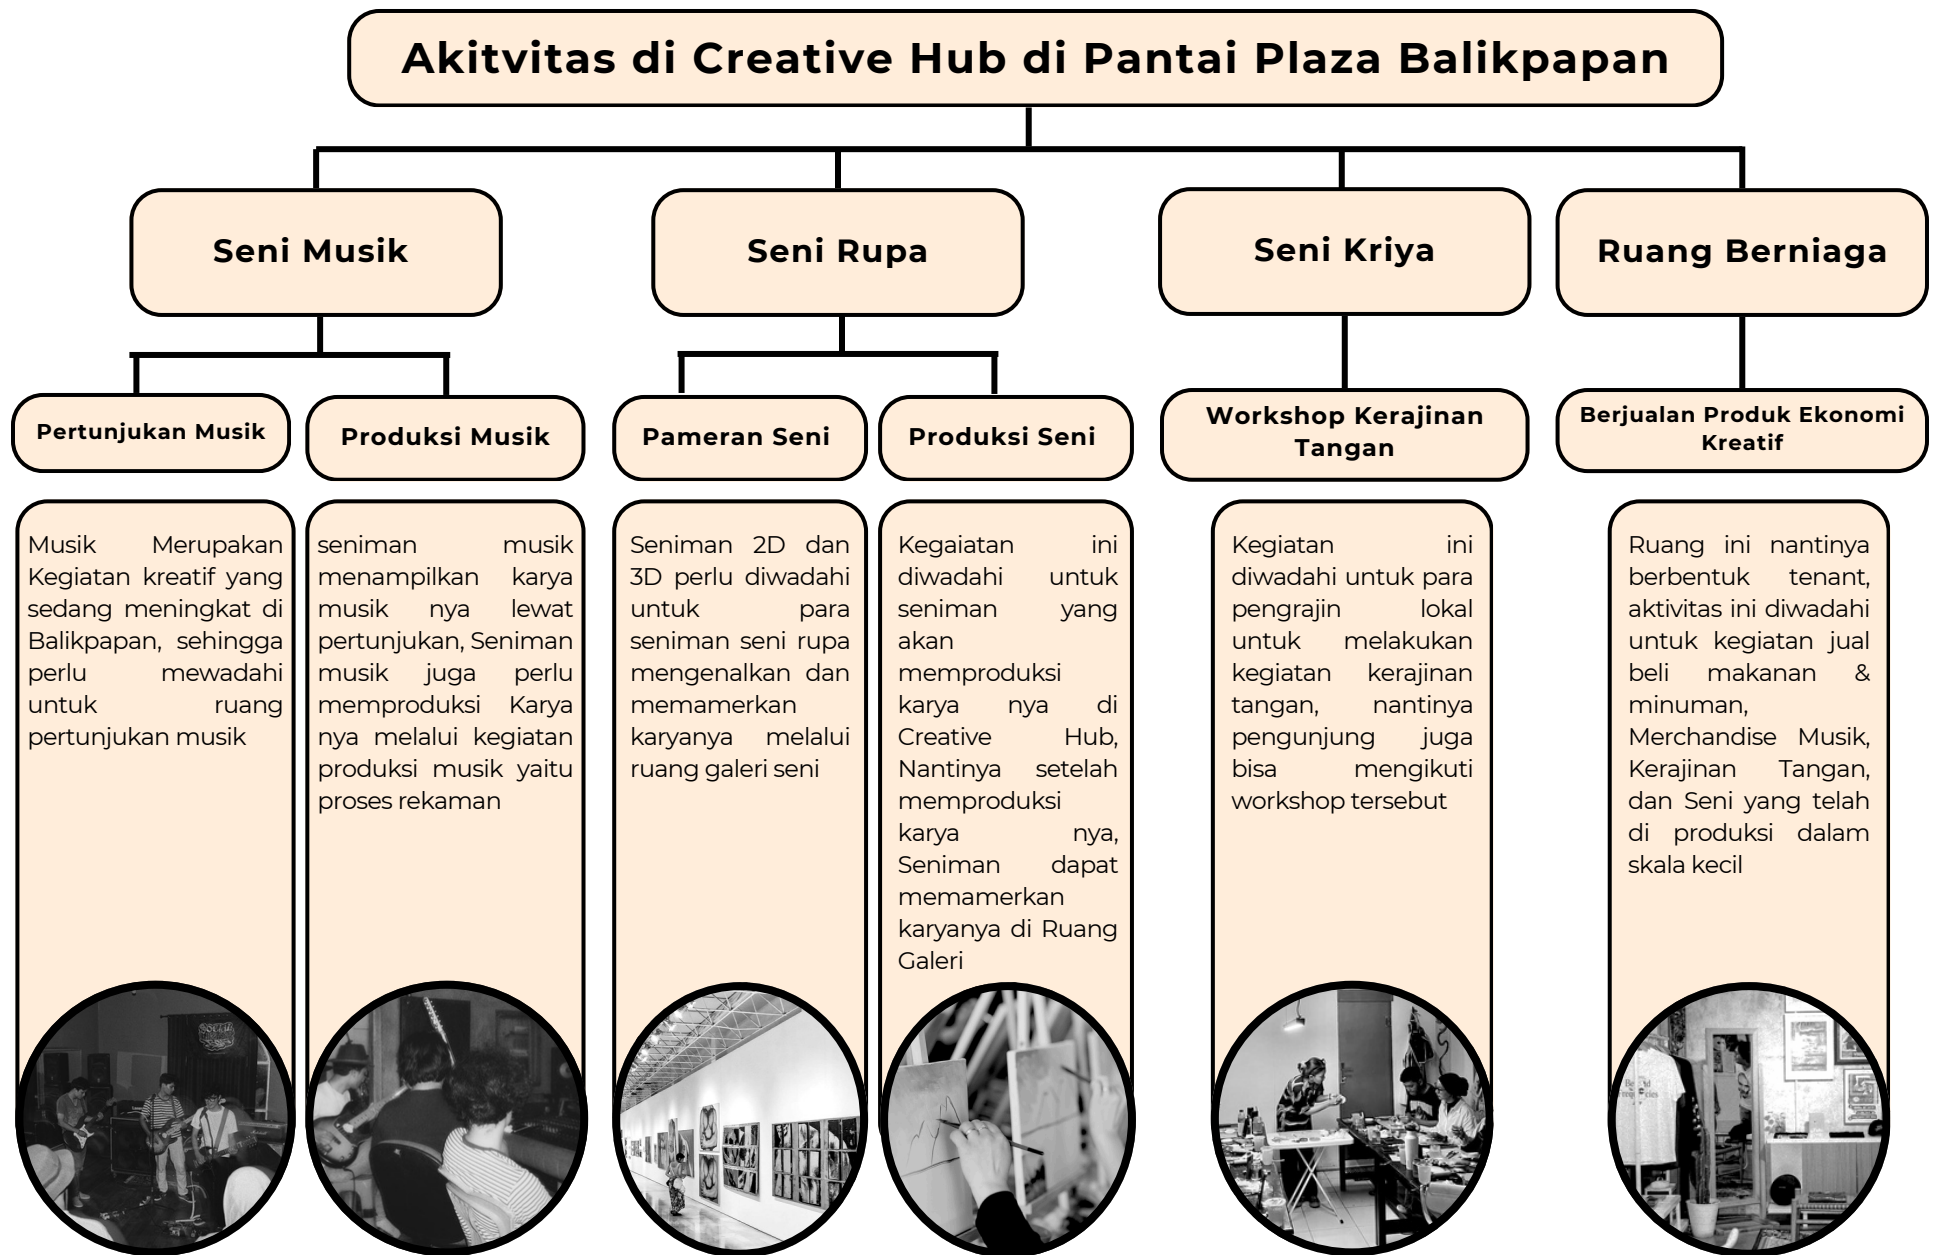 Akitvitas di Creative Hub di Pantai Plaza Balikpapan
Seni Musik
Seni Rupa
Seni Kriya
Ruang Berniaga
Pertunjukan Musik
Produksi Musik
Pameran Seni
Produksi Seni
Workshop Kerajinan
Tangan
Berjualan Produk Ekonomi
Kreatif
Musik Merupakan
Kegiatan kreatif yang
sedang meningkat di
Balikpapan, sehingga
perlu mewadahi
untuk ruang
pertunjukan musik
seniman musik
menampilkan karya
musik nya lewat
pertunjukan, Seniman
musik juga perlu
memproduksi Karya
nya melalui kegiatan
produksi musik yaitu
proses rekaman
Seniman 2D dan
3D perlu diwadahi
untuk para
seniman seni rupa
mengenalkan dan
memamerkan
karyanya melalui
ruang galeri seni
Kegaiatan ini
diwadahi untuk
seniman yang
akan
memproduksi
karya nya di
Creative Hub,
Nantinya setelah
memproduksi
karya nya,
Seniman dapat
memamerkan
karyanya di Ruang
Galeri
Kegiatan ini
diwadahi untuk para
pengrajin lokal
untuk melakukan
kegiatan kerajinan
tangan, nantinya
pengunjung juga
bisa mengikuti
workshop tersebut
Ruang ini nantinya
berbentuk tenant,
aktivitas ini diwadahi
untuk kegiatan jual
beli makanan &
minuman,
Merchandise Musik,
Kerajinan Tangan,
dan Seni yang telah
di produksi dalam
skala kecil